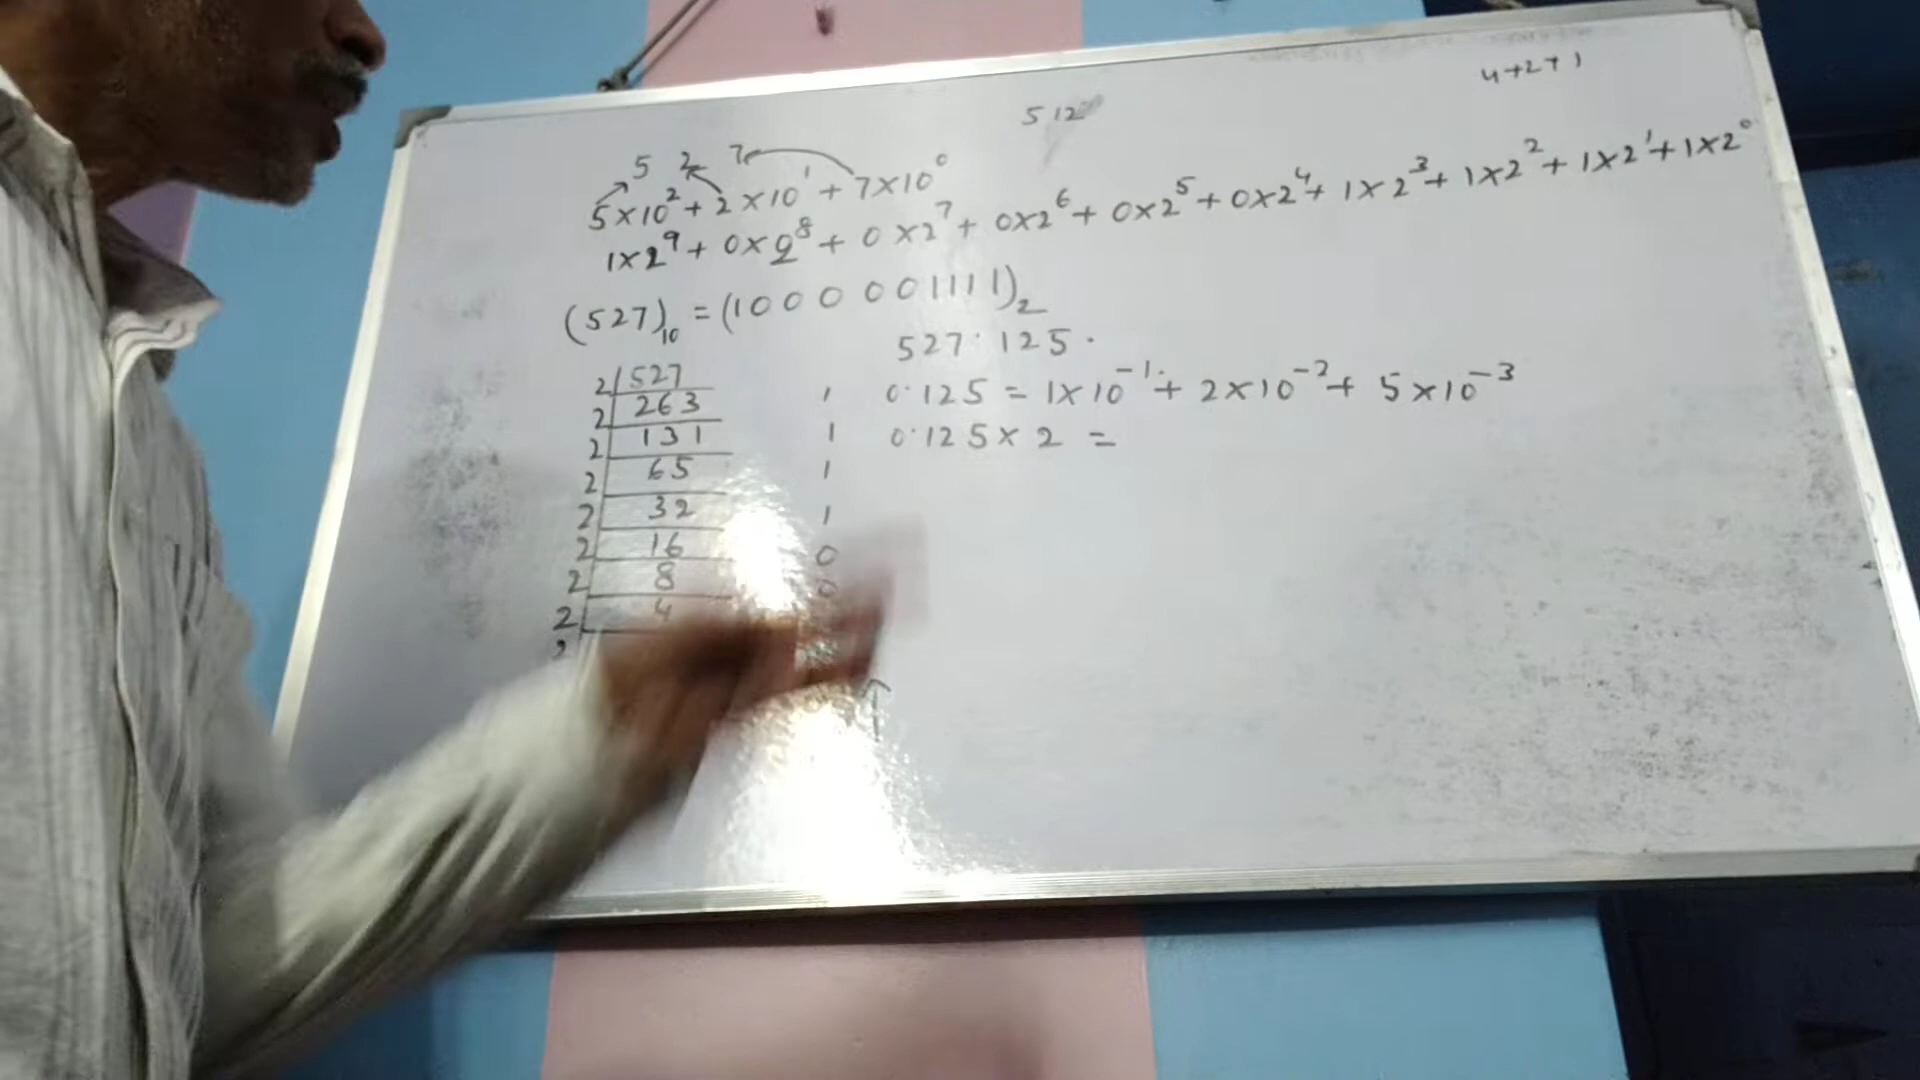 4+2+1
512
5 2 7
5×10² + 2×10¹ + 7×10⁰
1×2⁹ + 0×2⁸ + 0×2⁷ + 0×2⁶ + 0×2⁵ + 0×2⁴ + 1×2³ + 1×2² + 1×2¹ + 1×2⁰
(527)₁₀ = (1000001111)₂
527.125.
2 527
2 263 1
2 131 1
2 65 1
2 32 1
2 16 0
2 8 0
2 4
0.125 = 1×10⁻¹ + 2×10⁻² + 5×10⁻³
0.125×2 =